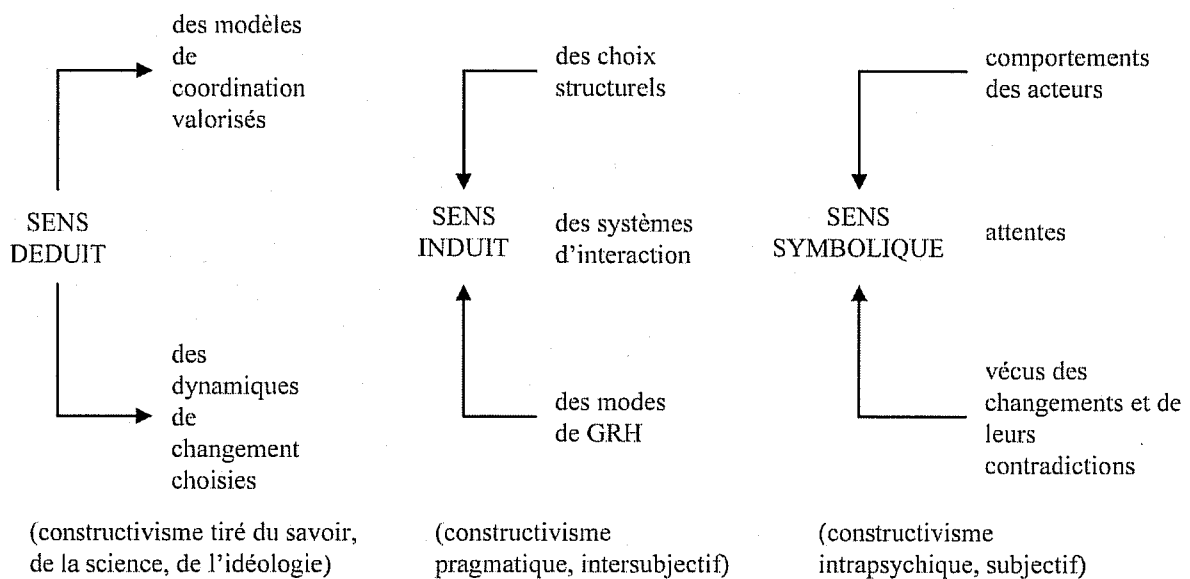 des modèles
de
coordination
valorisés
SENS
DEDUIT
des
dynamiques
de
changement
choisies
(constructivisme tiré du savoir,
de la science, de l'idéologie)
des choix
structurels
SENS
INDUIT
des systèmes
d'interaction
des modes
de GRH
(constructivisme
pragmatique, intersubjectif)
comportements
des acteurs
SENS
SYMBOLIQUE
attentes
vécus des
changements et de
leurs
contradictions
(constructivisme
intrapsychique, subjectif)